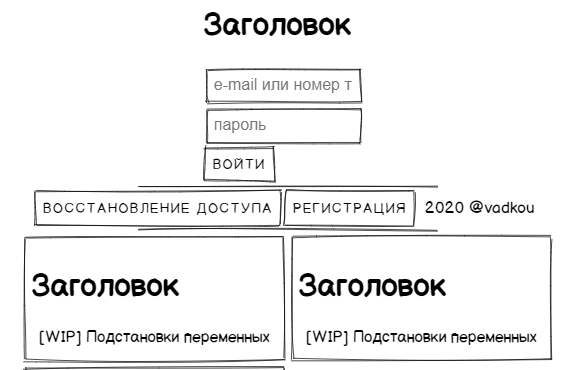 Заголовок
e-mail или номер т
пароль
ВОЙТИ
ВОССТАНОВЛЕНИЕ ДОСТУПА РЕГИСТРАЦИЯ 2020 @vadkou
Заголовок Заголовок
[WIP] Подстановки переменных [WIP] Подстановки переменных